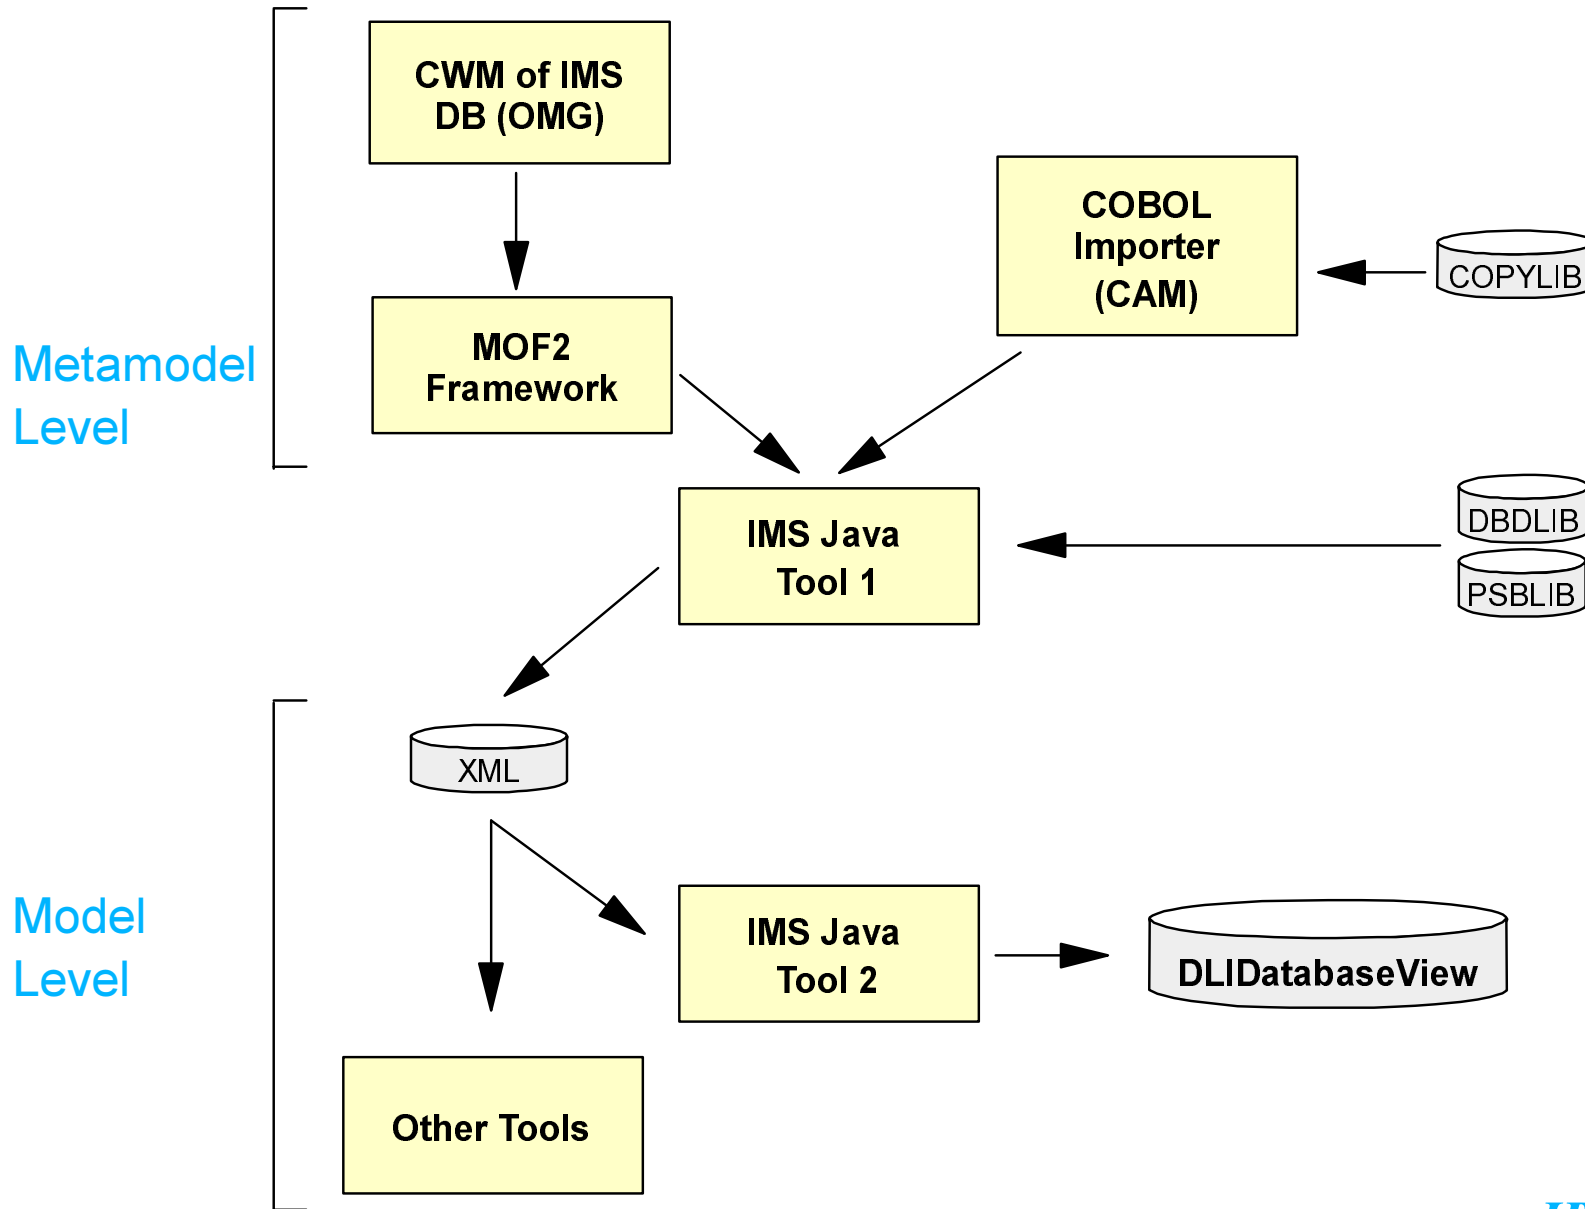 CWM of IMS
DB (OMG)
COBOL
Importer
(CAM)
COPYLIB
MOF2
Framework
Metamodel
Level
IMS Java
Tool 1
DBDLIB
PSBLIB
XML
Model
Level
IMS Java
Tool 2
DLIDatabaseView
Other Tools